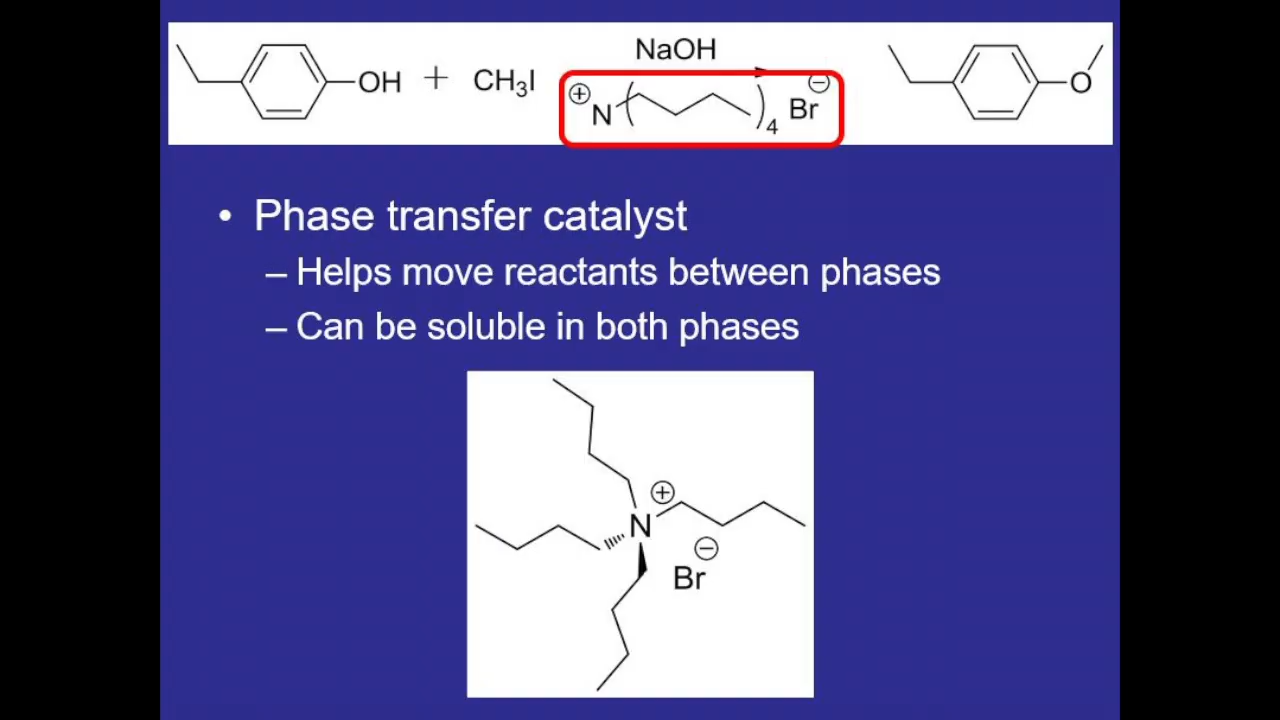 NaOH
OH + CH₃I ⊕ N ( )₄ Br ⊖ O
• Phase transfer catalyst
– Helps move reactants between phases
– Can be soluble in both phases
⊕
N
⊖
Br